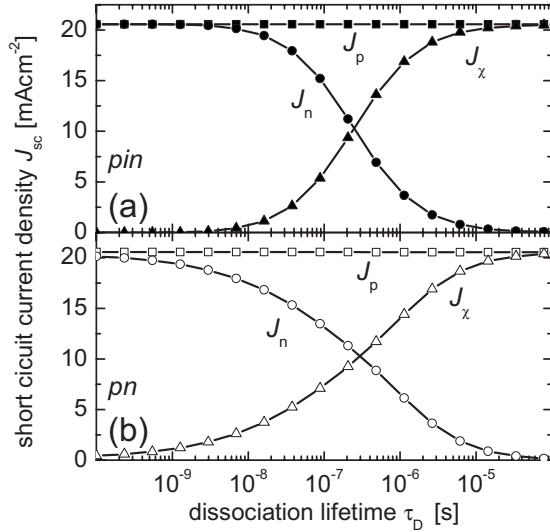 short cicuit current density J_sc [mAcm⁻²]
20
15
10
5
0
J_p
J_χ
J_n
pin
(a)
20
15
10
5
0
J_p
J_χ
J_n
pn
(b)
10⁻⁹ 10⁻⁸ 10⁻⁷ 10⁻⁶ 10⁻⁵
dissociation lifetime τ_D [s]